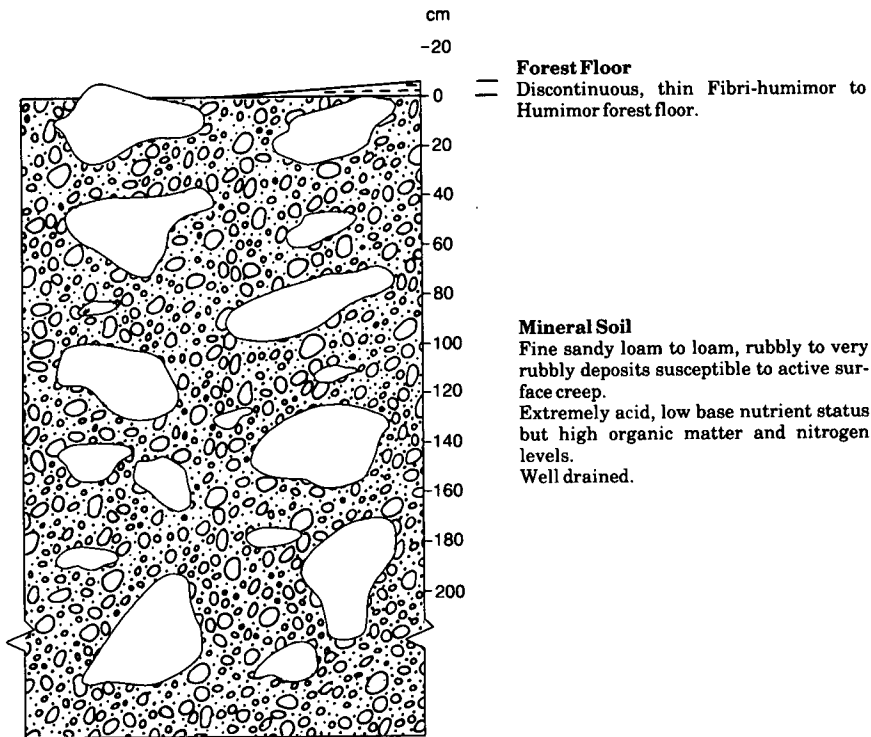 cm
-20
0
20
40
60
80
100
120
140
160
180
200
Forest Floor
Discontinuous, thin Fibri-humimor to
Humimor forest floor.
Mineral Soil
Fine sandy loam to loam, rubbly to very
rubbly deposits susceptible to active sur-
face creep.
Extremely acid, low base nutrient status
but high organic matter and nitrogen
levels.
Well drained.